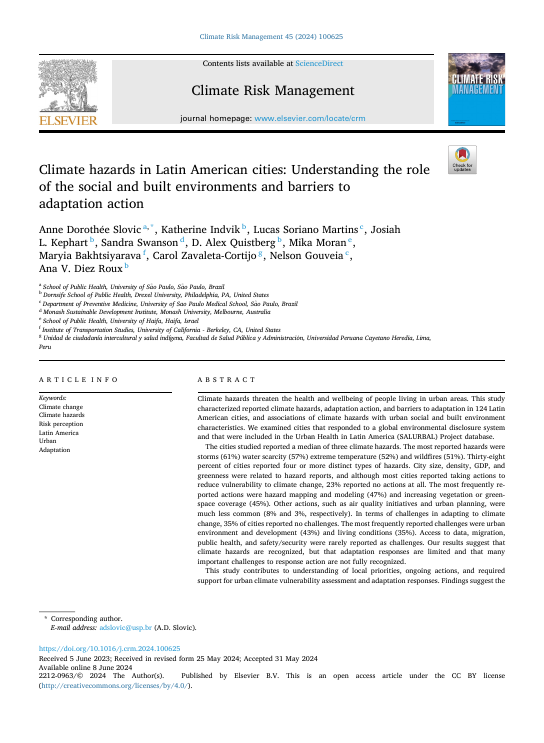 Climate Risk Management 45 (2024) 100625
Contents lists available at ScienceDirect
Climate Risk Management
journal homepage: www.elsevier.com/locate/crm
ELSEVIER
CLIMATE RISK
MANAGEMENT
Check for
updates
Climate hazards in Latin American cities: Understanding the role
of the social and built environments and barriers to
adaptation action
Anne Dorothée Slovic a,*, Katherine Indvik b, Lucas Soriano Martins c, Josiah
L. Kephart b, Sandra Swanson d, D. Alex Quistberg b, Mika Moran e,
Maryia Bakhtsiyarava f, Carol Zavaleta-Cortijo g, Nelson Gouveia c,
Ana V. Diez Roux b
a School of Public Health, University of São Paulo, São Paulo, Brazil
b Dornsife School of Public Health, Drexel University, Philadelphia, PA, United States
c Department of Preventive Medicine, University of Sao Paulo Medical School, São Paulo, Brazil
d Monash Sustainable Development Institute, Monash University, Melbourne, Australia
e School of Public Health, University of Haifa, Haifa, Israel
f Institute of Transportation Studies, University of California - Berkeley, CA, United States
g Unidad de ciudadanía intercultural y salud indígena, Facultad de Salud Pública y Administración, Universidad Peruana Cayetano Heredia, Lima,
Peru
ARTICLE INFO
Keywords:
Climate change
Climate hazards
Risk perception
Latin America
Urban
Adaptation
ABSTRACT
Climate hazards threaten the health and wellbeing of people living in urban areas. This study
characterized reported climate hazards, adaptation action, and barriers to adaptation in 124 Latin
American cities, and associations of climate hazards with urban social and built environment
characteristics. We examined cities that responded to a global environmental disclosure system
and that were included in the Urban Health in Latin America (SALURBAL) Project database.
The cities studied reported a median of three climate hazards. The most reported hazards were
storms (61%) water scarcity (57%) extreme temperature (52%) and wildfires (51%). Thirty-eight
percent of cities reported four or more distinct types of hazards. City size, density, GDP, and
greenness were related to hazard reports, and although most cities reported taking actions to
reduce vulnerability to climate change, 23% reported no actions at all. The most frequently re-
ported actions were hazard mapping and modeling (47%) and increasing vegetation or green-
space coverage (45%). Other actions, such as air quality initiatives and urban planning, were
much less common (8% and 3%, respectively). In terms of challenges in adapting to climate
change, 35% of cities reported no challenges. The most frequently reported challenges were urban
environment and development (43%) and living conditions (35%). Access to data, migration,
public health, and safety/security were rarely reported as challenges. Our results suggest that
climate hazards are recognized, but that adaptation responses are limited and that many
important challenges to response action are not fully recognized.
This study contributes to understanding of local priorities, ongoing actions, and required
support for urban climate vulnerability assessment and adaptation responses. Findings suggest the
* Corresponding author.
E-mail address: adslovic@usp.br (A.D. Slovic).
https://doi.org/10.1016/j.crm.2024.100625
Received 5 June 2023; Received in revised form 25 May 2024; Accepted 31 May 2024
Available online 8 June 2024
2212-0963/© 2024 The Author(s). Published by Elsevier B.V. This is an open access article under the CC BY license
(http://creativecommons.org/licenses/by/4.0/).